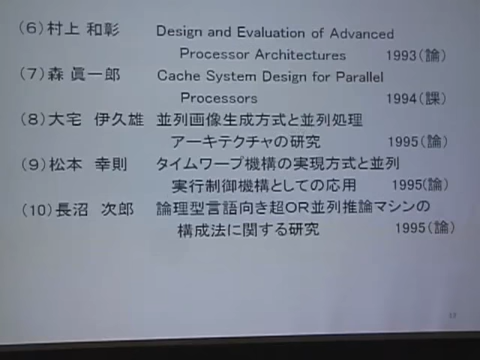 (6)村上 和彰 Design and Evaluation of Advanced
Processor Architectures 1993(論)
(7)森 眞一郎 Cache System Design for Parallel
Processors 1994(課)
(8)大宅 伊久雄 並列画像生成方式と並列処理
アーキテクチャの研究 1995(論)
(9)松本 幸則 タイムワープ機構の実現方式と並列
実行制御機構としての応用 1995(論)
(10)長沼 次郎 論理型言語向き超OR並列推論マシンの
構成法に関する研究 1995(論)